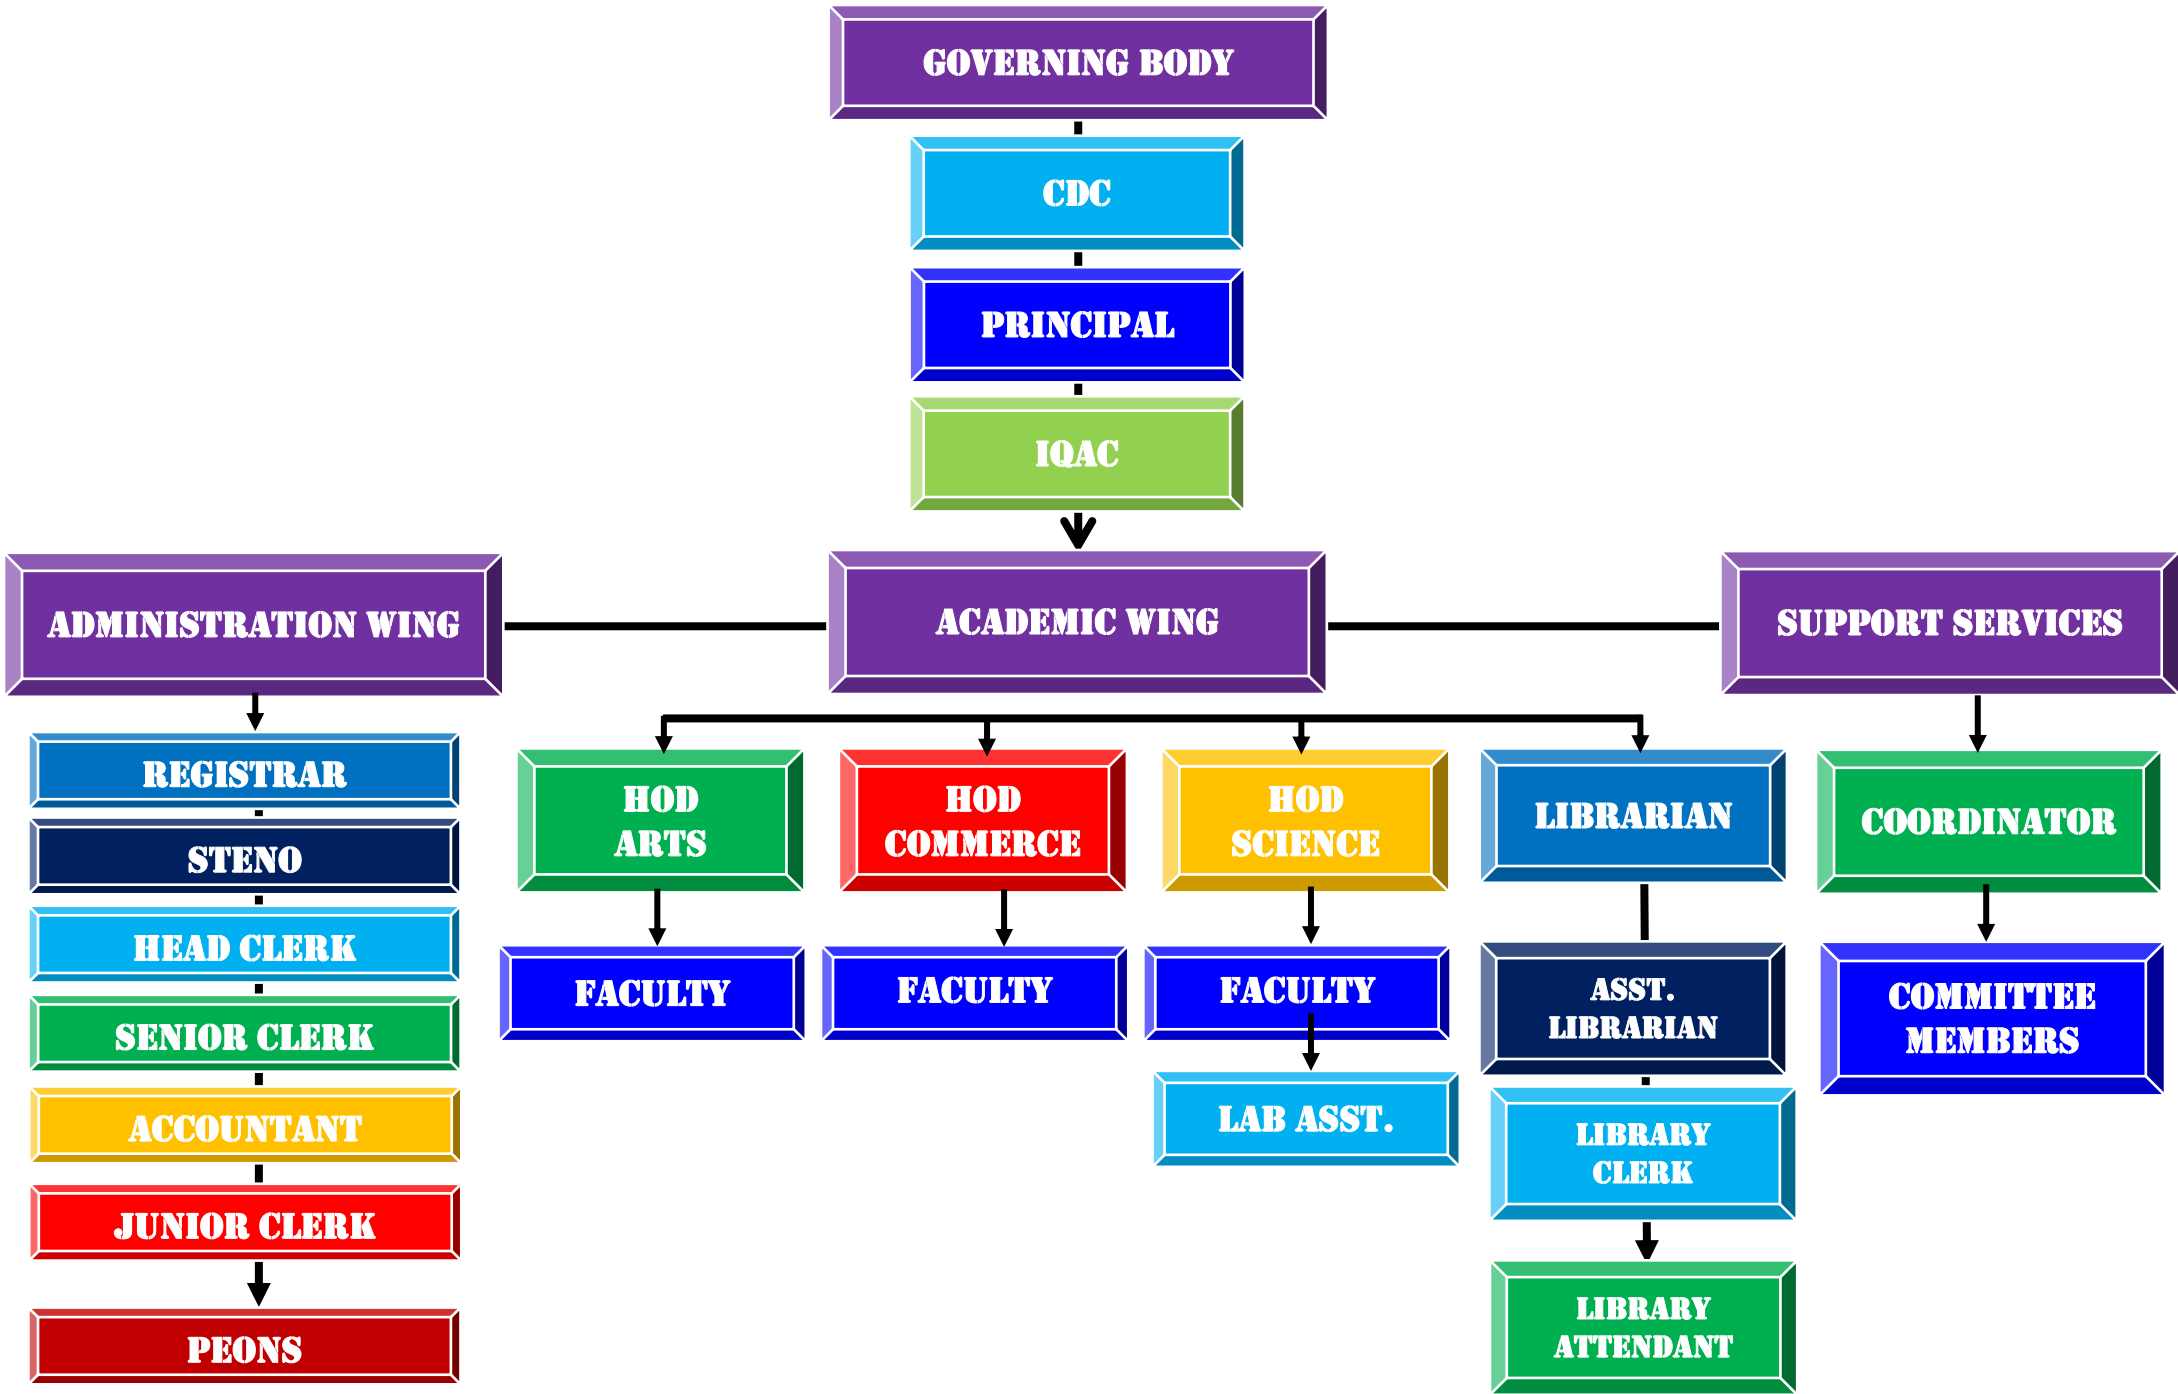 GOVERNING BODY
CDC
PRINCIPAL
IQAC
ADMINISTRATION WING
ACADEMIC WING
SUPPORT SERVICES
REGISTRAR
STENO
HEAD CLERK
SENIOR CLERK
ACCOUNTANT
JUNIOR CLERK
PEONS
HOD
ARTS
FACULTY
HOD
COMMERCE
FACULTY
HOD
SCIENCE
FACULTY
LAB ASST.
LIBRARIAN
ASST.
LIBRARIAN
LIBRARY
CLERK
LIBRARY
ATTENDANT
COORDINATOR
COMMITTEE
MEMBERS